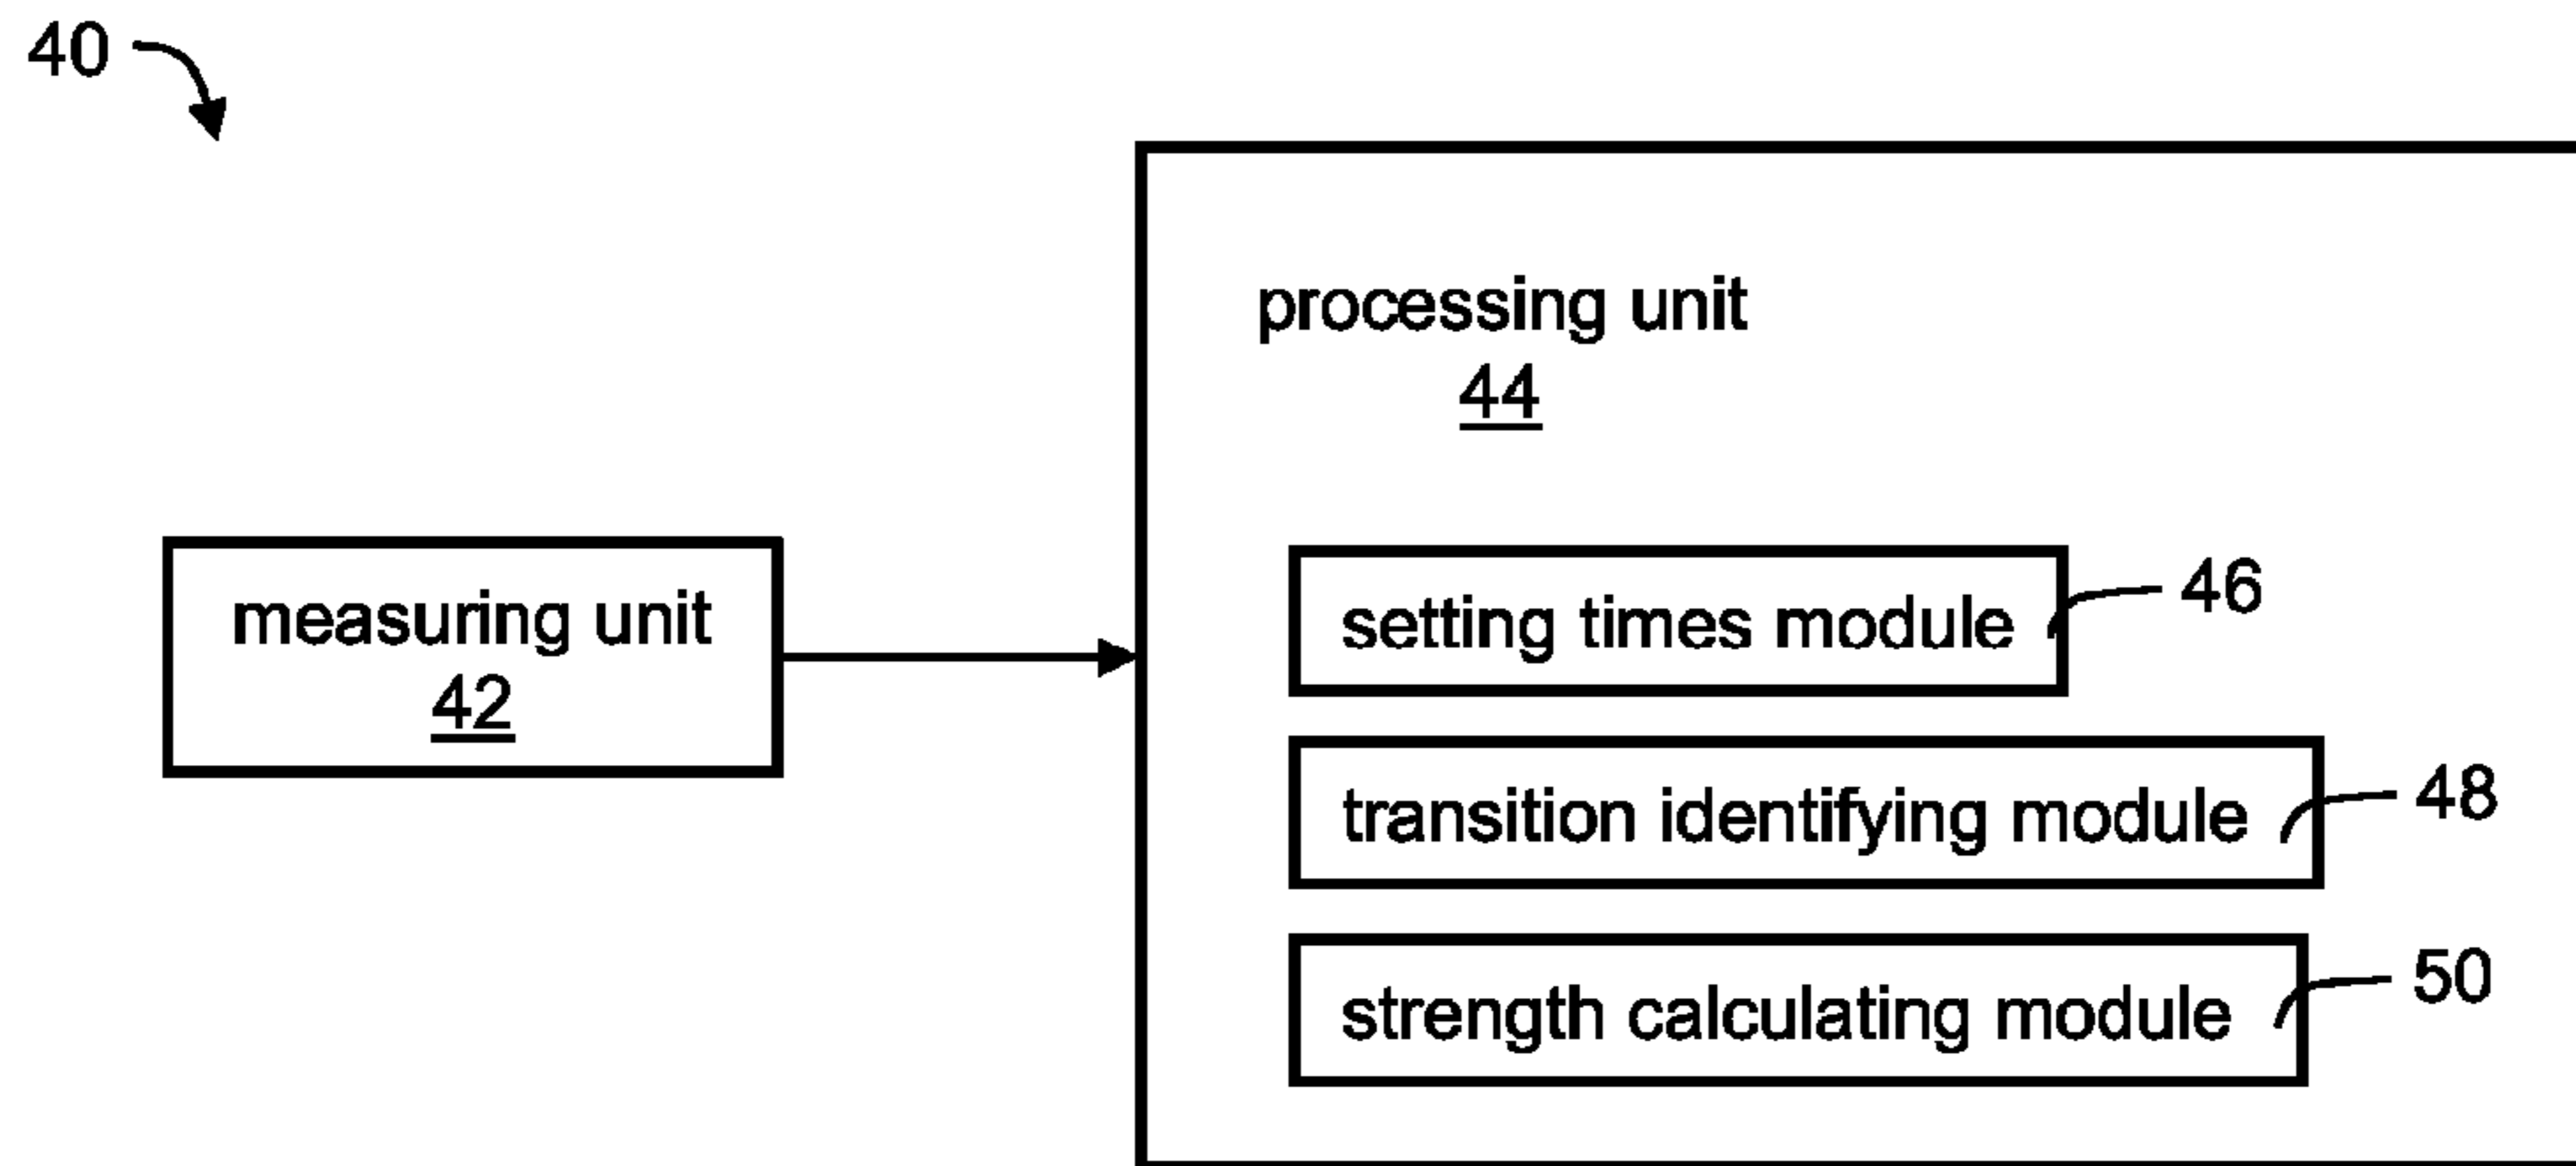 40
processing unit
44
measuring unit
42
setting times module
46
transition identifying module
48
strength calculating module
50